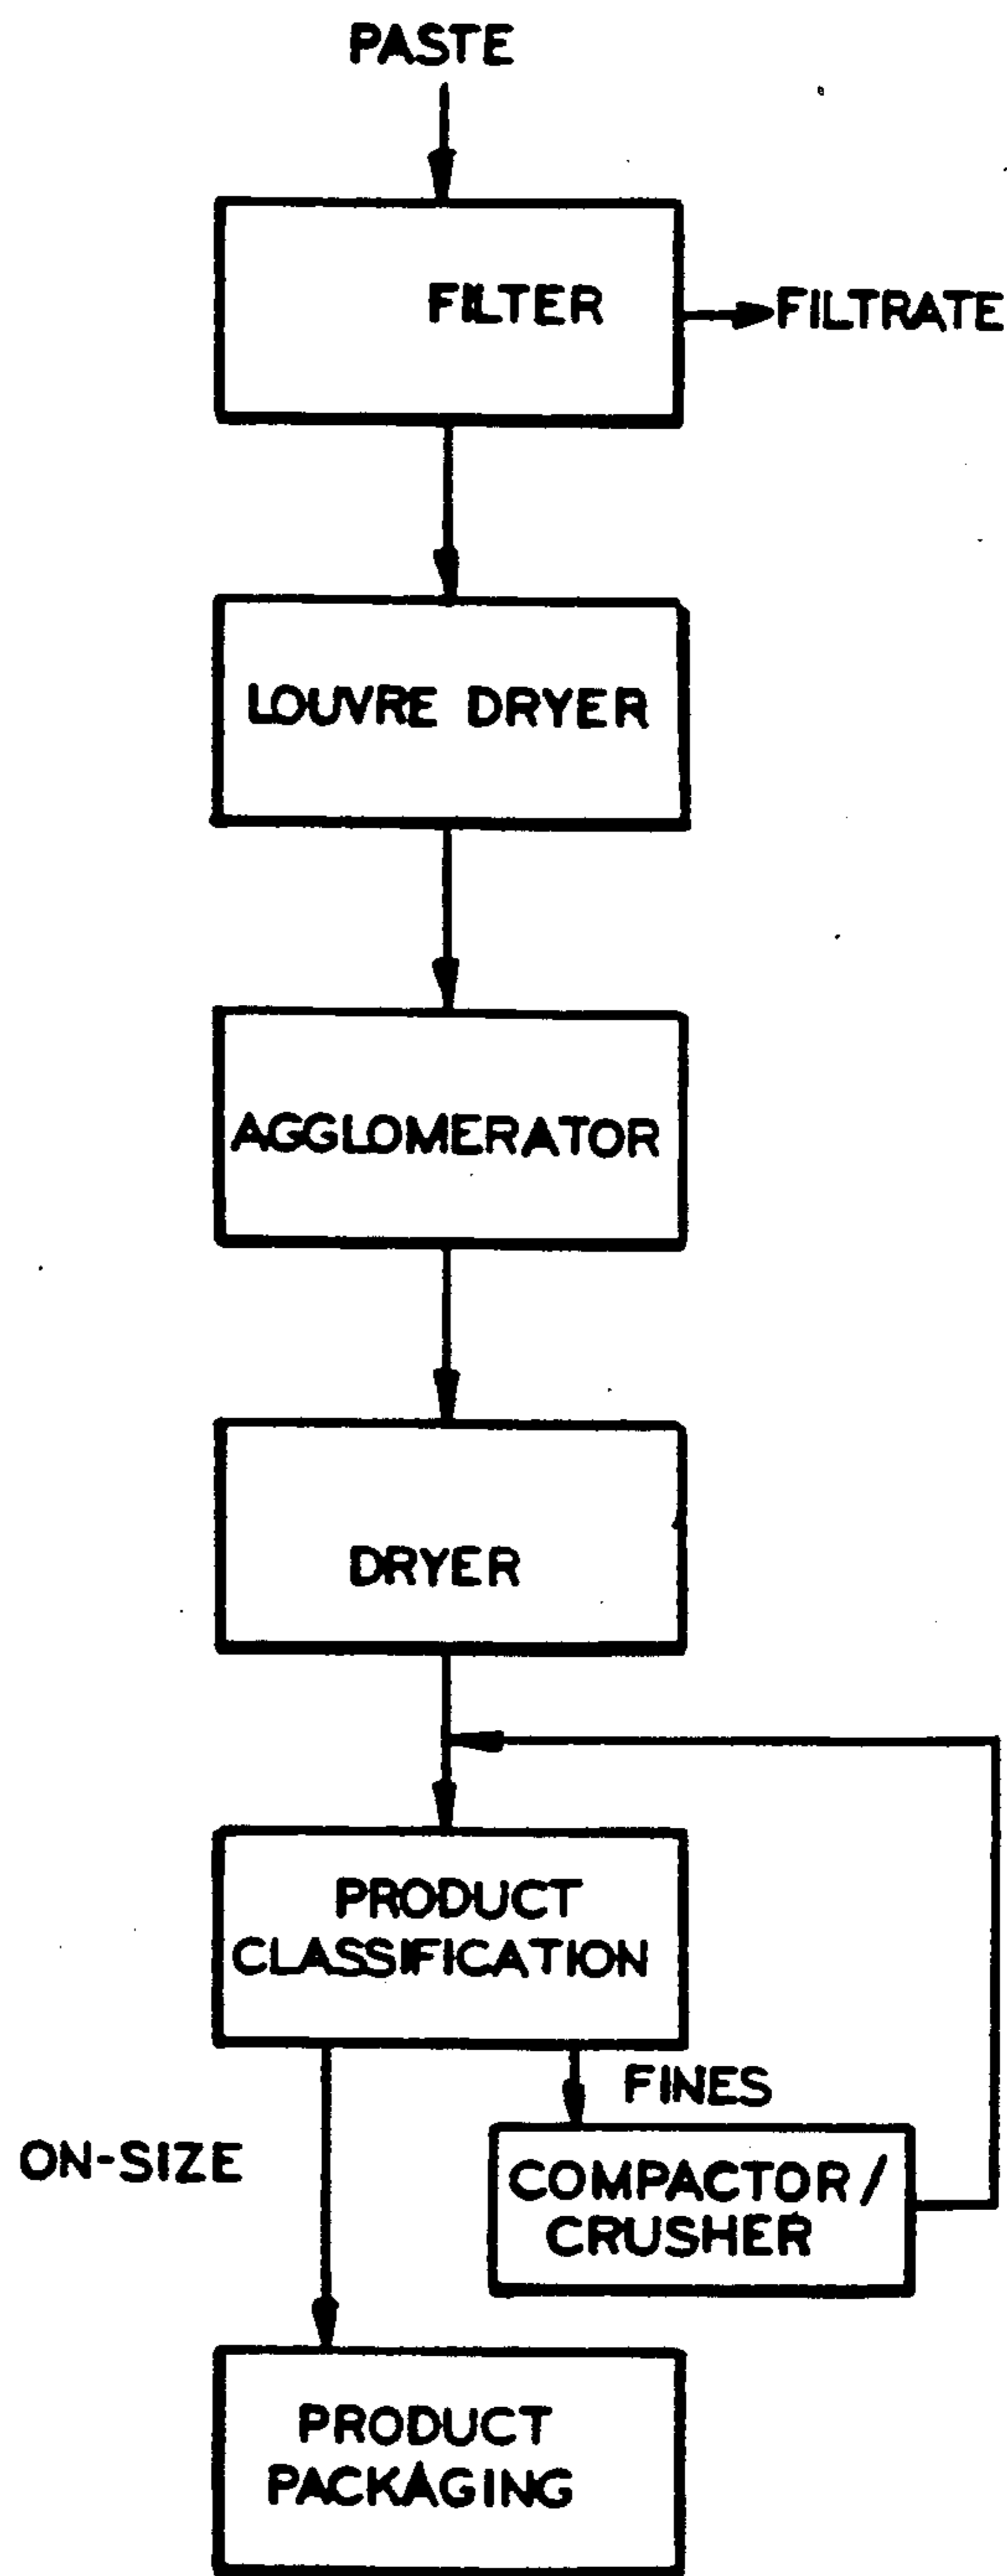 PASTE
FILTER
FILTRATE
LOUVRE DRYER
AGGLOMERATOR
DRYER
PRODUCT
CLASSIFICATION
FINES
ON-SIZE
COMPACTOR/
CRUSHER
PRODUCT
PACKAGING